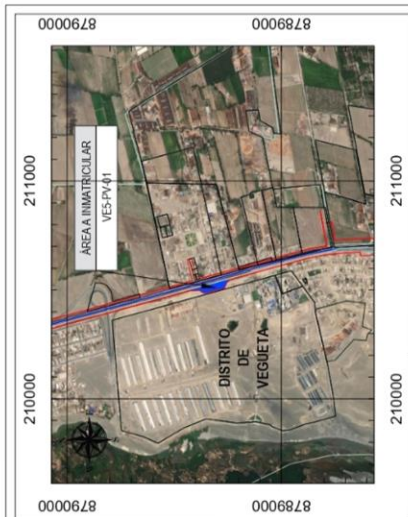 210000
211000
8790000
8790000
ÁREA A INMATRICULAR
VE5-PV-01
DISTRITO
DE
VEGUETA
8789000
8789000
210000
211000